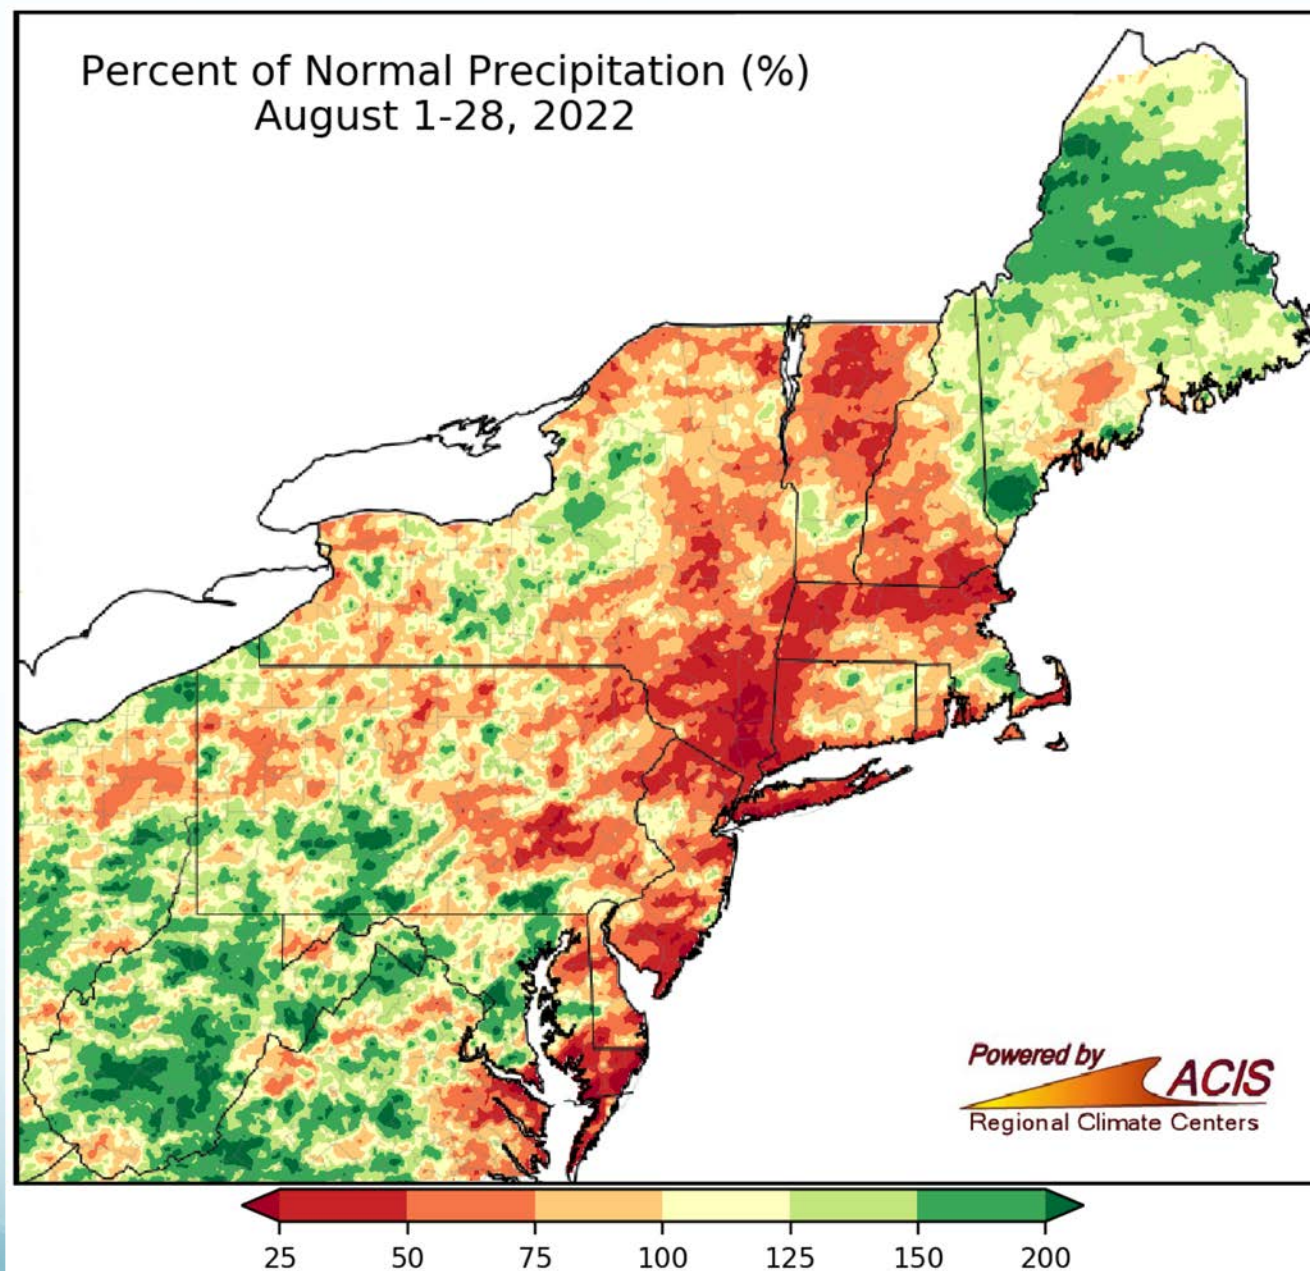 Percent of Normal Precipitation (%)
August 1-28, 2022
Powered by
ACIS
Regional Climate Centers
25 50 75 100 125 150 200